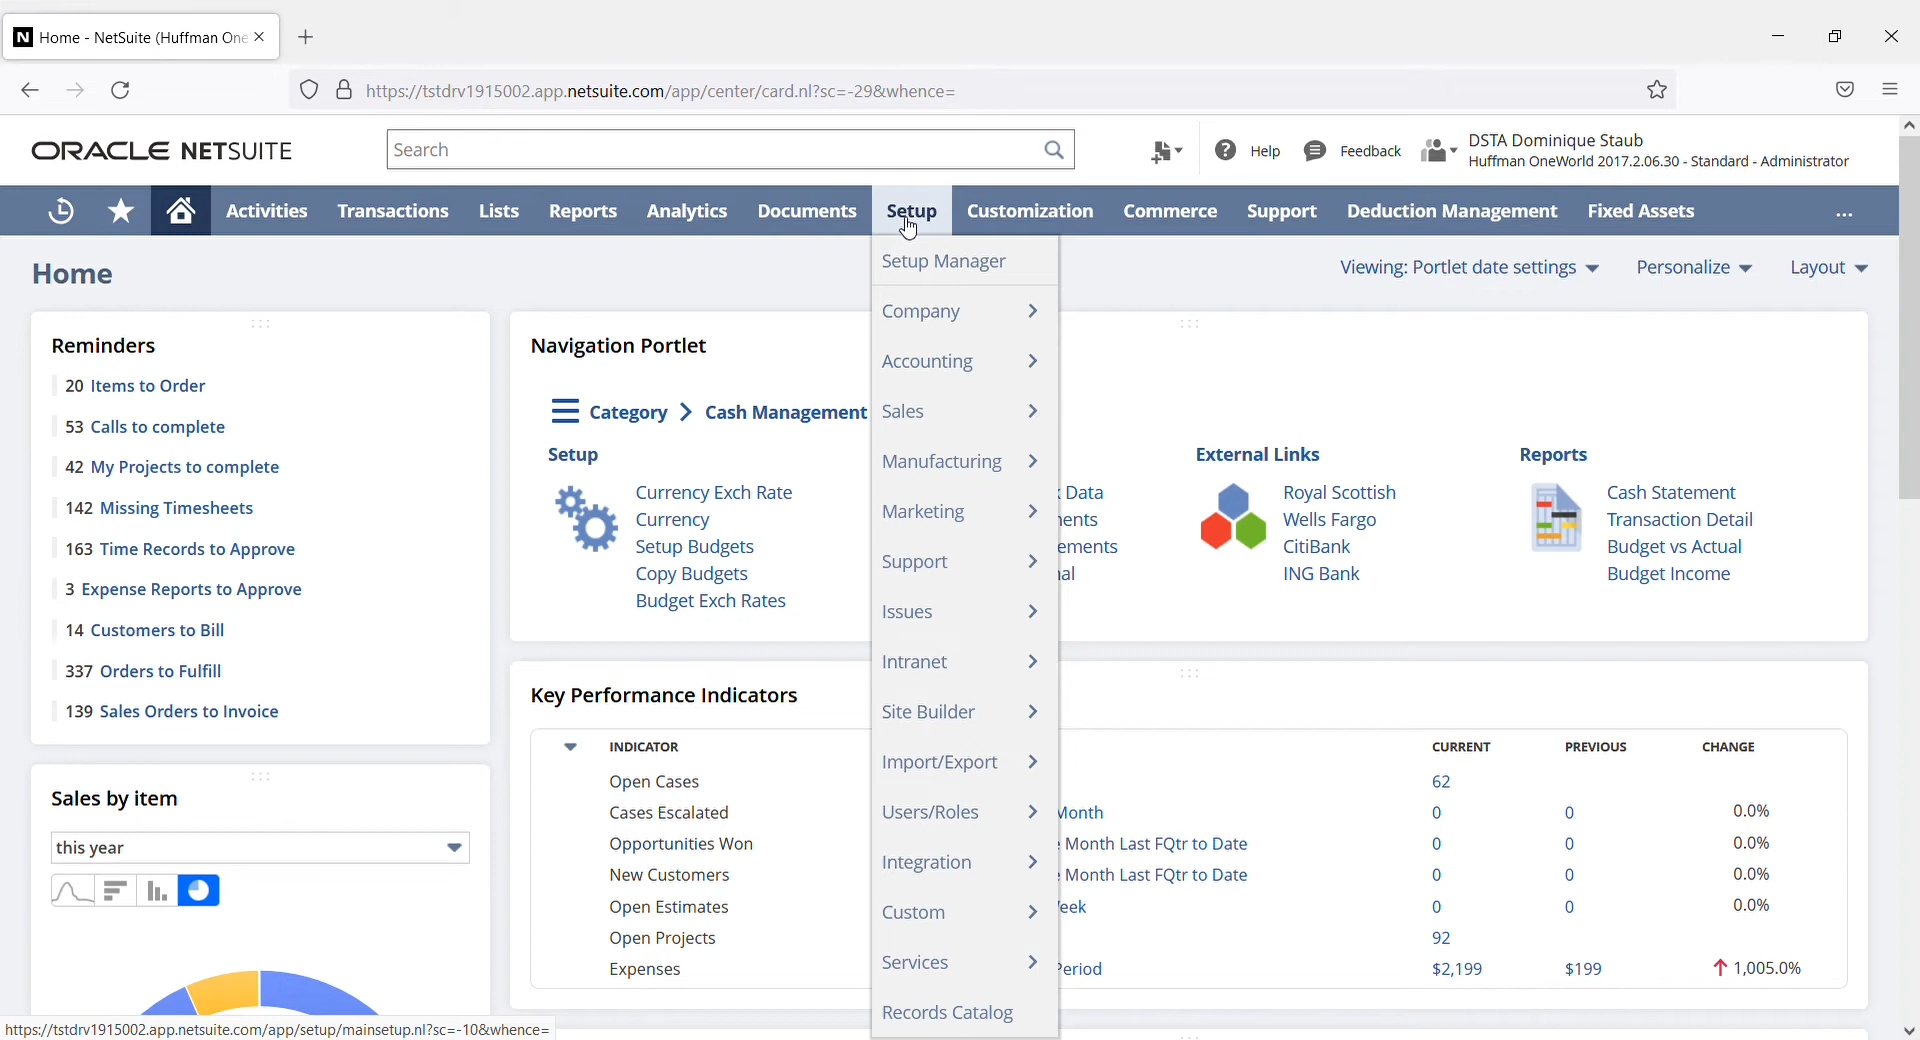 N Home - NetSuite (Huffman One
https://tstdrv1915002.app.netsuite.com/app/center/card.nl?sc=-29&whence=
ORACLE NETSUITE
Search
Help
Feedback
DSTA Dominique Staub
Huffman OneWorld 2017.2.06.30 - Standard - Administrator
Activities Transactions Lists Reports Analytics Documents Setup Customization Commerce Support Deduction Management Fixed Assets ...
Home
Viewing: Portlet date settings Personalize Layout
Reminders
20 Items to Order
53 Calls to complete
42 My Projects to complete
142 Missing Timesheets
163 Time Records to Approve
3 Expense Reports to Approve
14 Customers to Bill
337 Orders to Fulfill
139 Sales Orders to Invoice
Sales by item
this year
Navigation Portlet
Category > Cash Management
Setup
Currency Exch Rate
Currency
Setup Budgets
Copy Budgets
Budget Exch Rates
Setup Manager
Company
Accounting
Sales
Manufacturing
Marketing
Support
Issues
Intranet
Site Builder
Import/Export
Users/Roles
Integration
Custom
Services
Records Catalog
Data
External Links
Royal Scottish
Wells Fargo
CitiBank
ING Bank
Reports
Cash Statement
Transaction Detail
Budget vs Actual
Budget Income
Key Performance Indicators
INDICATOR CURRENT PREVIOUS CHANGE
Open Cases 62
Cases Escalated Month 0 0 0.0%
Opportunities Won Month Last FQtr to Date 0 0 0.0%
New Customers Month Last FQtr to Date 0 0 0.0%
Open Estimates 0 0 0.0%
Open Projects 92
Expenses Period $2,199 $199 1,005.0%
https://tstdrv1915002.app.netsuite.com/app/setup/mainsetup.nl?sc=-10&whence=